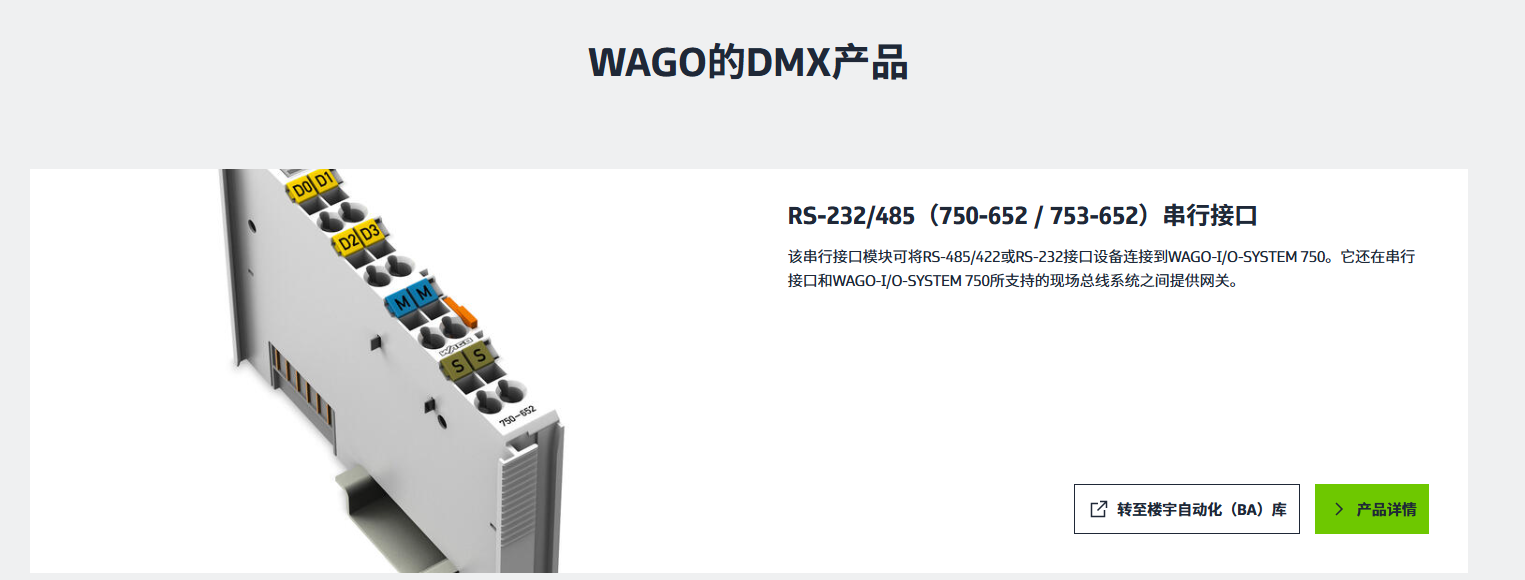 WAGO的DMX产品
D0 D1
D2 D3
M M
WAGO
S S
750-652
RS-232/485（750-652 / 753-652）串行接口
该串行接口模块可将RS-485/422或RS-232接口设备连接到WAGO-I/O-SYSTEM 750。它还在串行
接口和WAGO-I/O-SYSTEM 750所支持的现场总线系统之间提供网关。
转至楼宇自动化（BA）库
产品详情